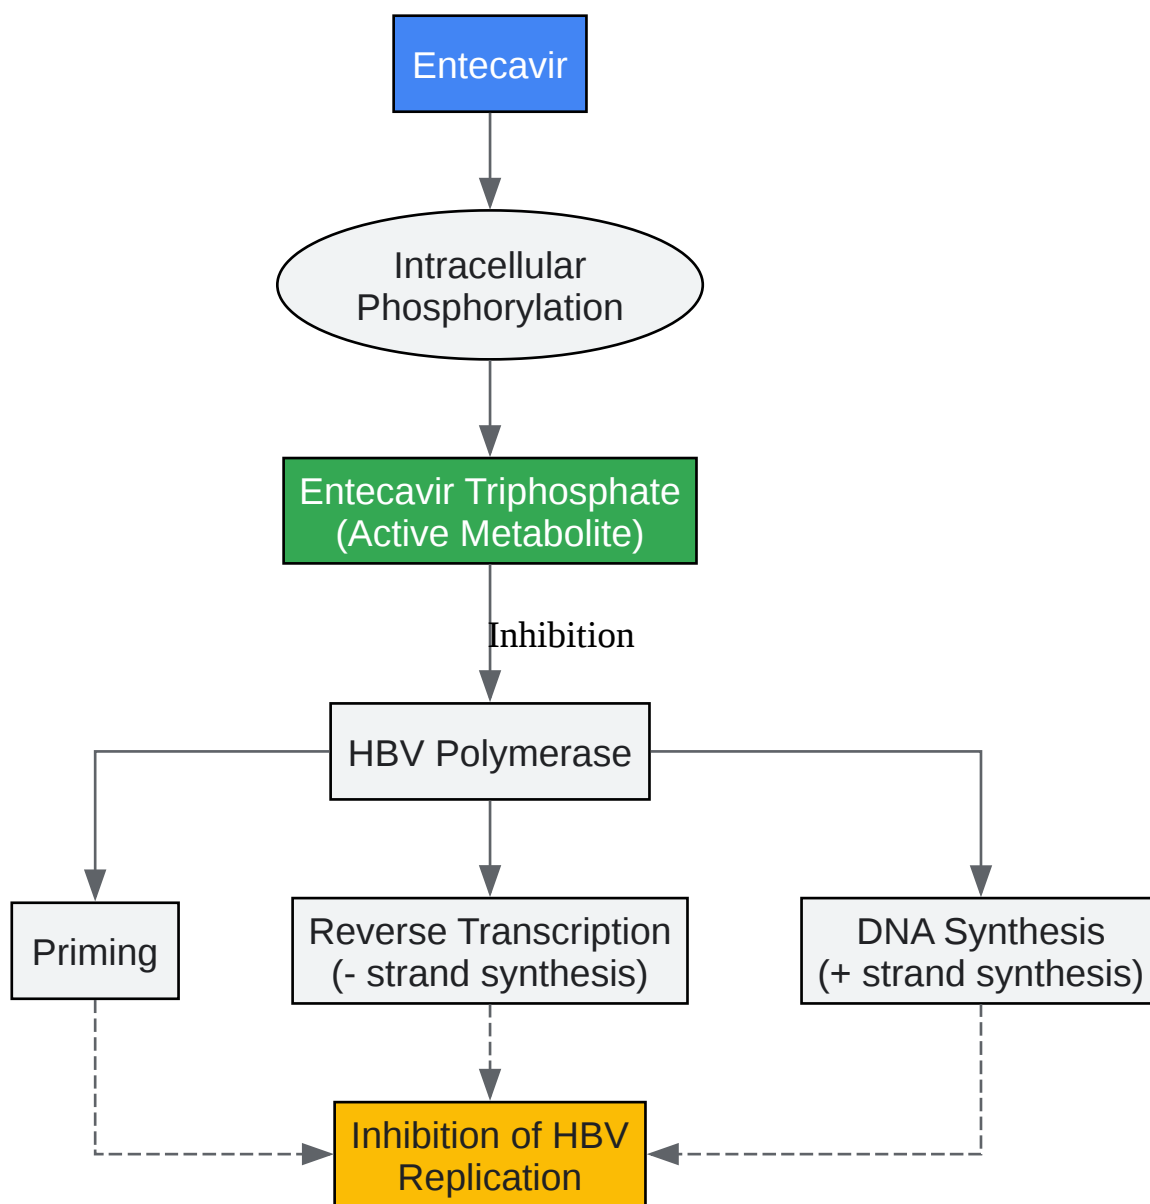 Entecavir
Intracellular
Phosphorylation
Entecavir Triphosphate
(Active Metabolite)
Inhibition
HBV Polymerase
Priming
Reverse Transcription
(- strand synthesis)
DNA Synthesis
(+ strand synthesis)
Inhibition of HBV
Replication